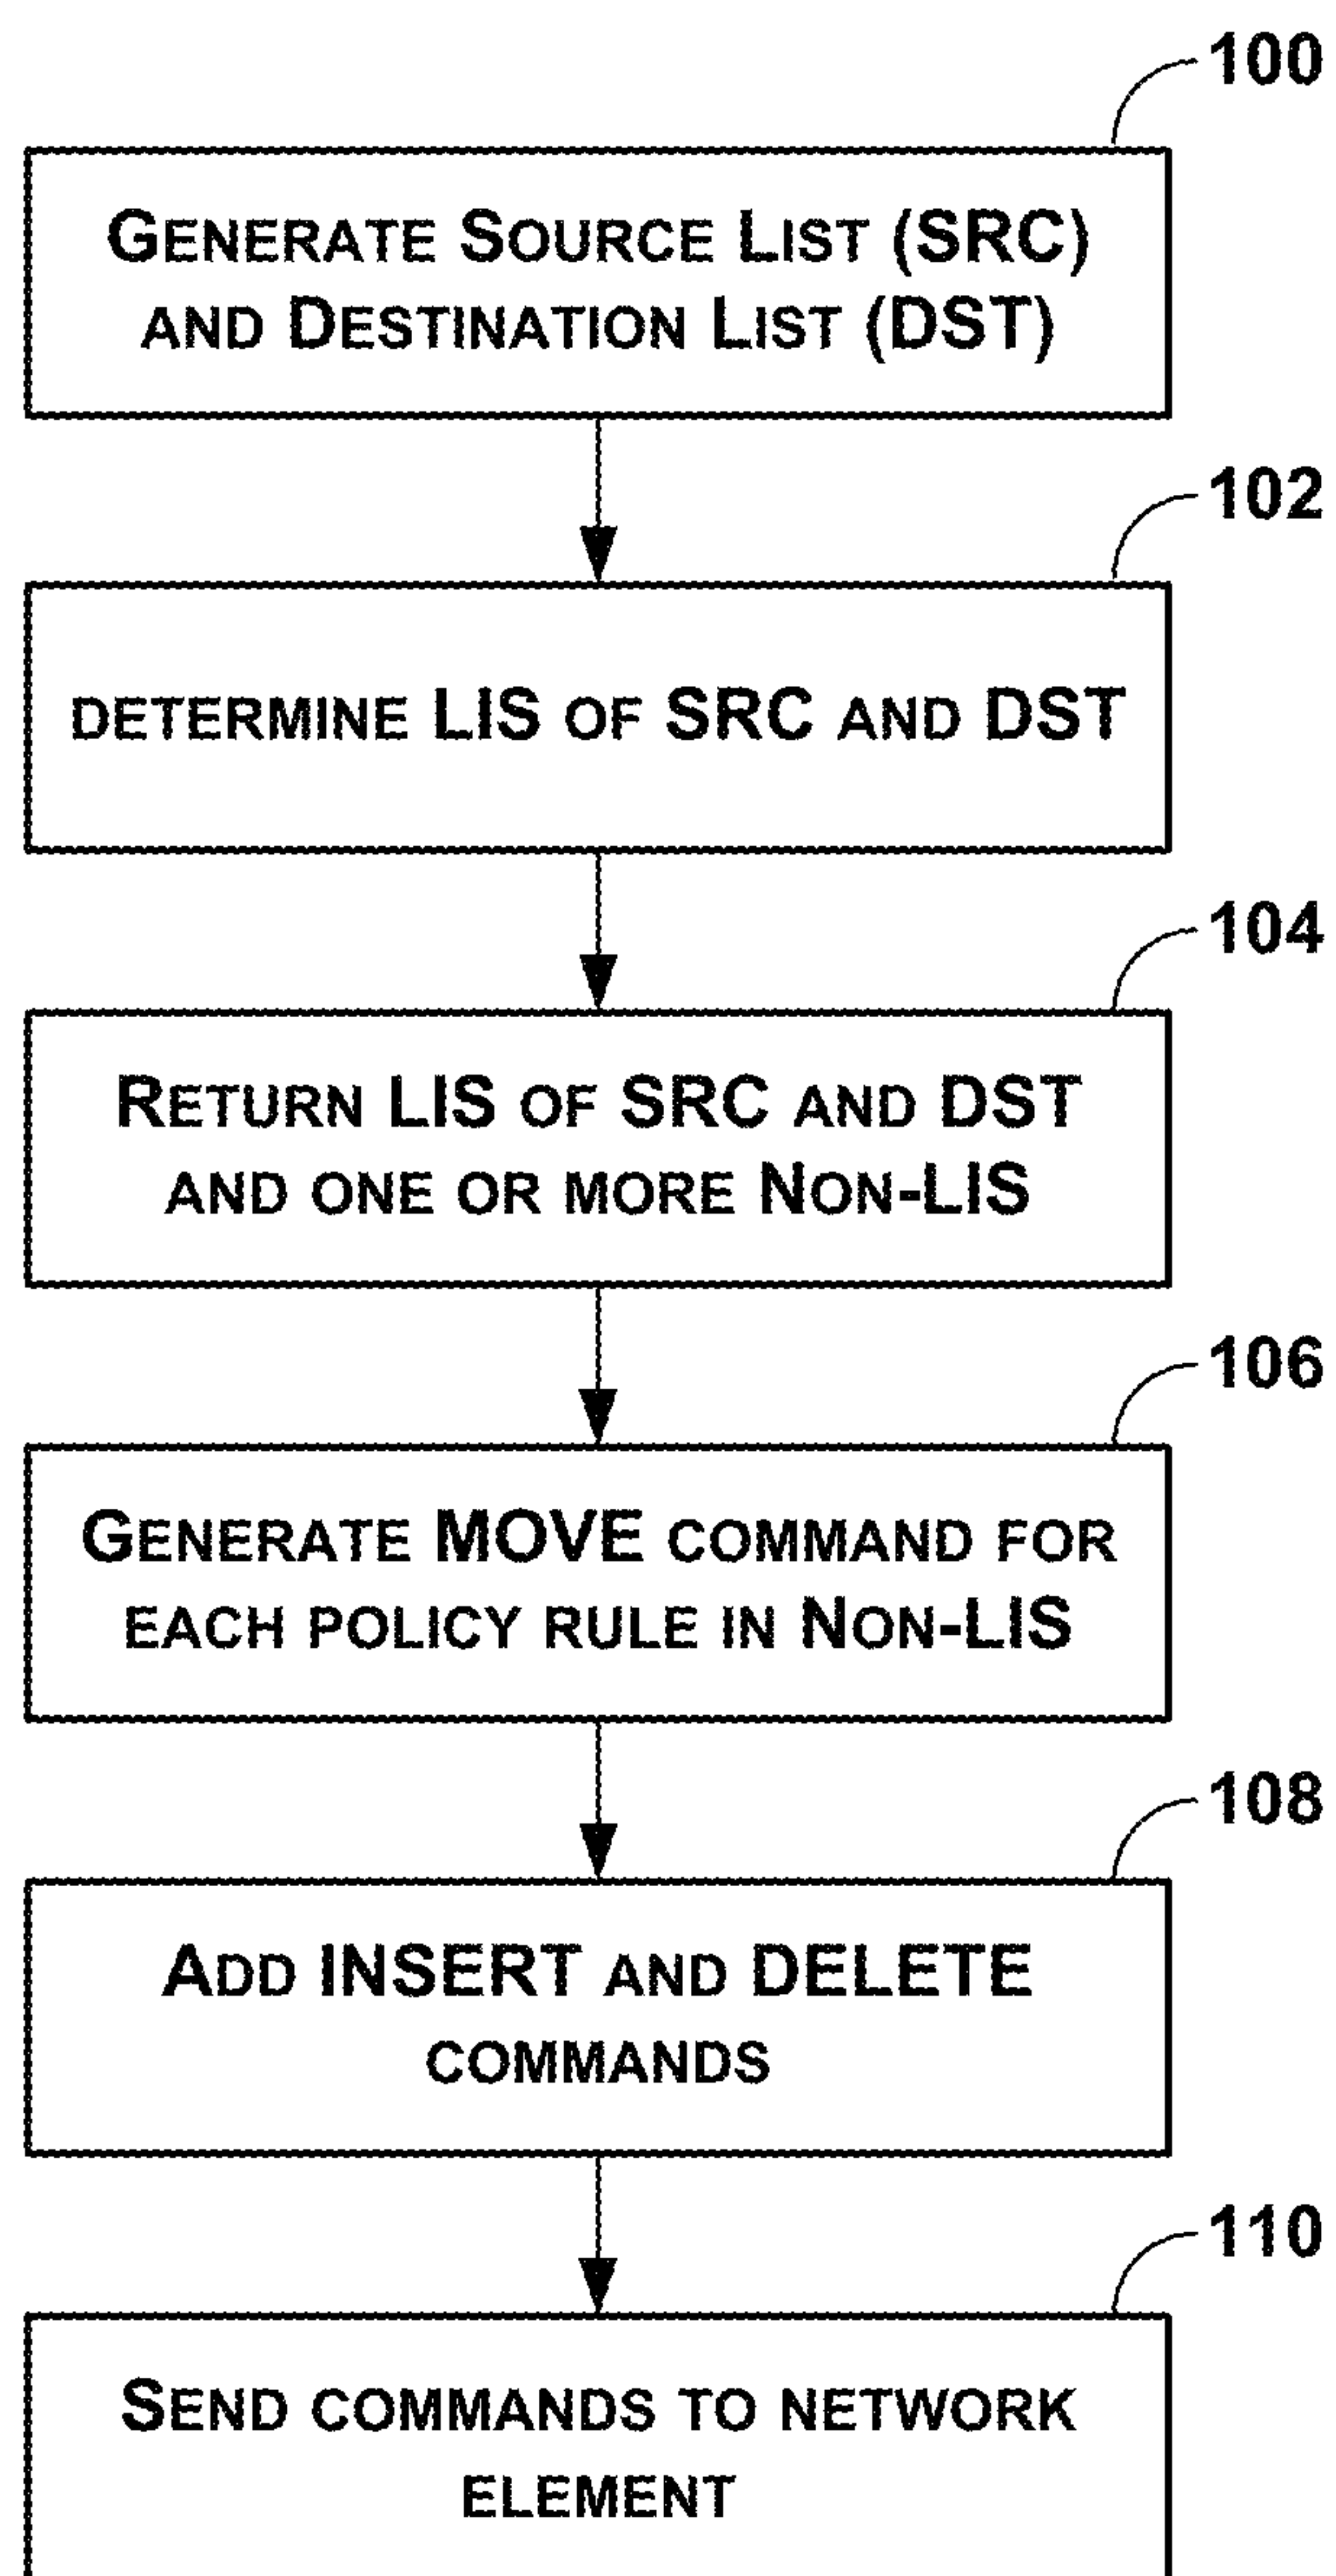 100
GENERATE SOURCE LIST (SRC)
AND DESTINATION LIST (DST)
102
DETERMINE LIS OF SRC AND DST
104
RETURN LIS OF SRC AND DST
AND ONE OR MORE NON-LIS
106
GENERATE MOVE COMMAND FOR
EACH POLICY RULE IN NON-LIS
108
ADD INSERT AND DELETE
COMMANDS
110
SEND COMMANDS TO NETWORK
ELEMENT